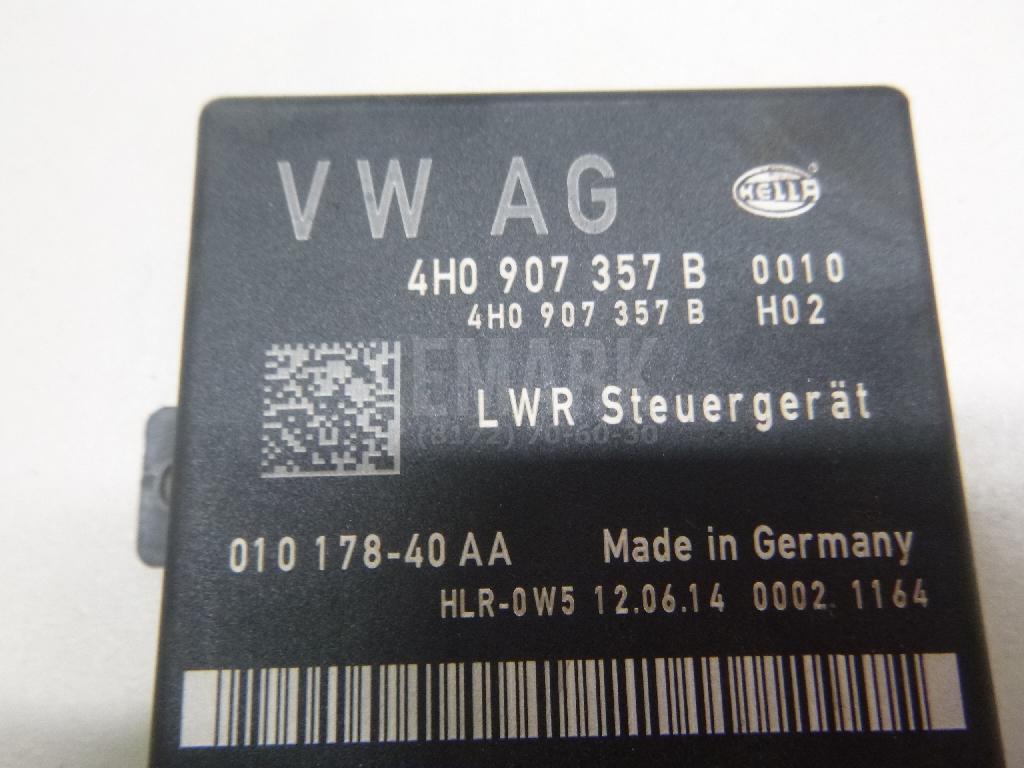 VW AG
HELLA
4H0 907 357 B 0010
4H0 907 357 B H02
EMARK
LWR Steuergerät
(8172) 70-60-30
010 178-40 AA Made in Germany
HLR-0W5 12.06.14 0002 1164